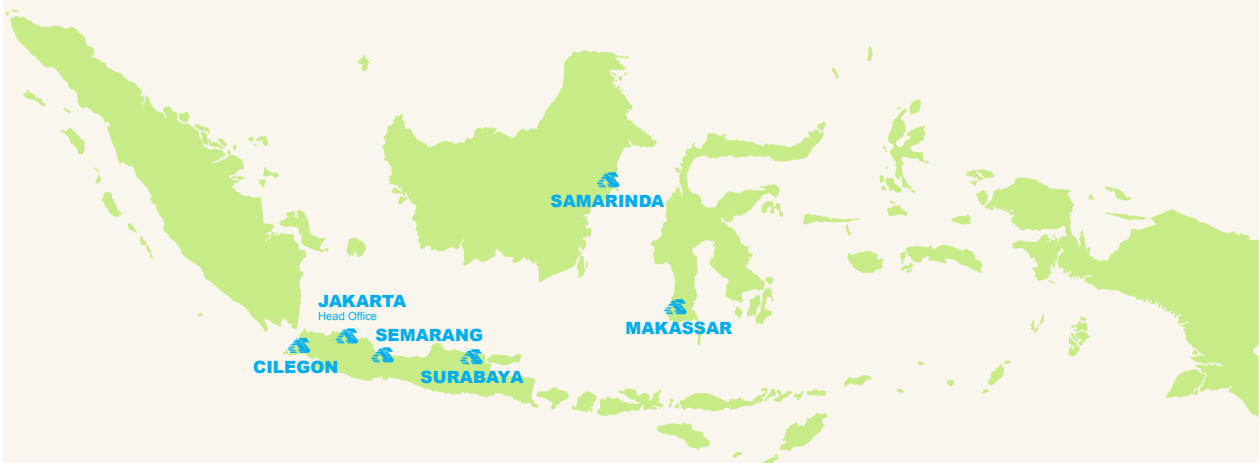 SAMARINDA
JAKARTA
Head Office
MAKASSAR
SEMARANG
CILEGON
SURABAYA